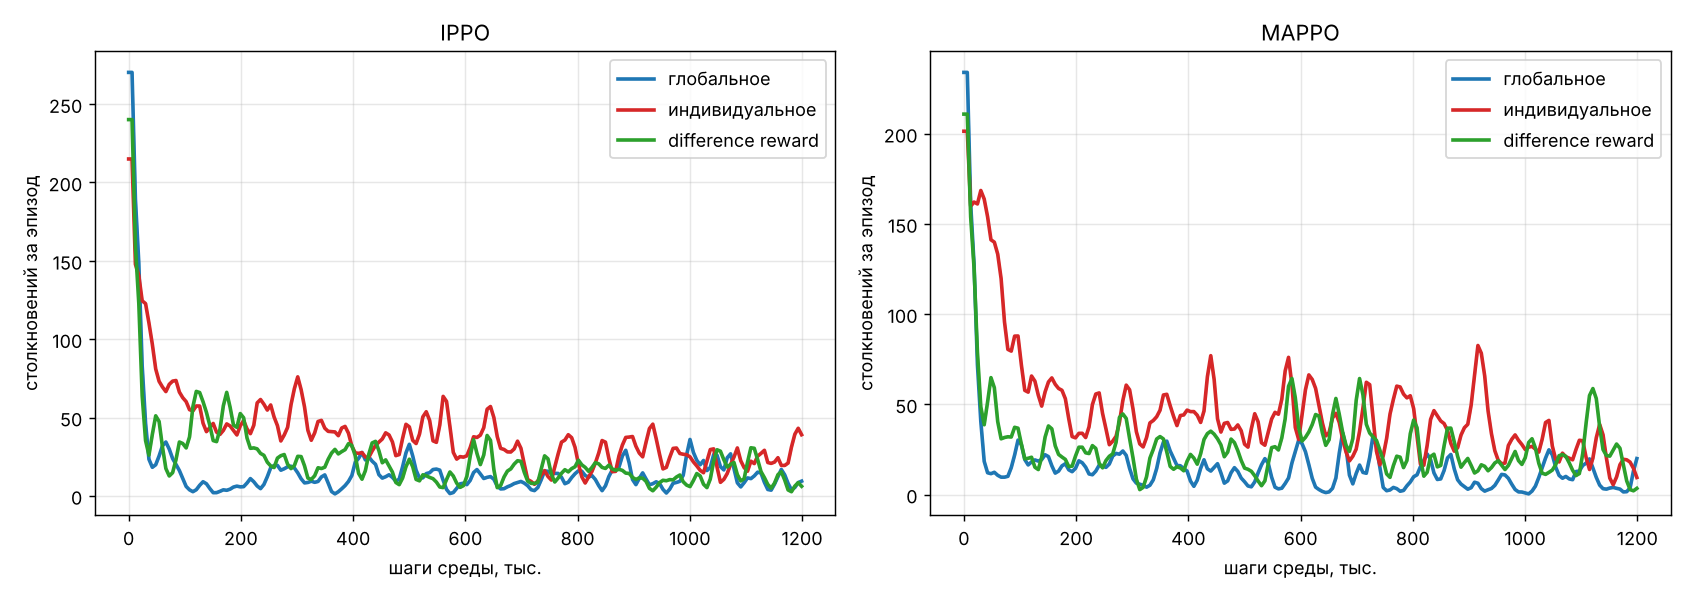 IPPO
глобальное
индивидуальное
difference reward
столкновений за эпизод
250
200
150
100
50
0
0 200 400 600 800 1000 1200
шаги среды, тыс.
MAPPO
глобальное
индивидуальное
difference reward
столкновений за эпизод
200
150
100
50
0
0 200 400 600 800 1000 1200
шаги среды, тыс.